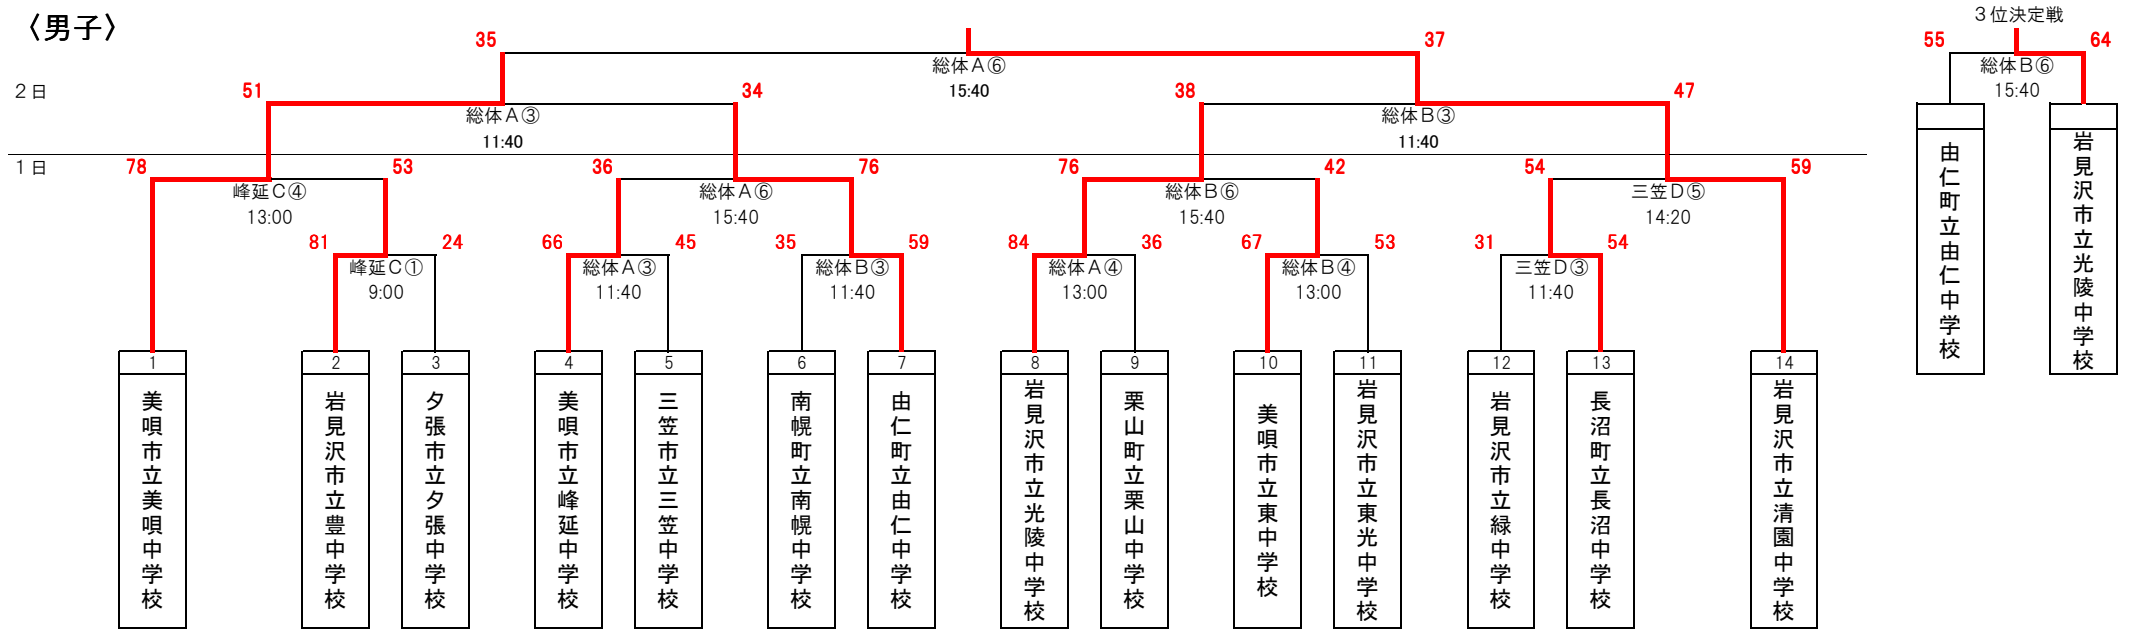 〈男子〉
３位決定戦
35
37
55
64
総体Ａ⑥
15:40
総体Ｂ⑥
15:40
２日
51
34
38
47
総体Ａ③
11:40
総体Ｂ③
11:40
１日
78
53
36
76
76
42
54
59
峰延Ｃ④
13:00
総体Ａ⑥
15:40
総体Ｂ⑥
15:40
三笠Ｄ⑤
14:20
81
24
66
45
35
59
84
36
67
53
31
54
峰延Ｃ①
9:00
総体Ａ③
11:40
総体Ｂ③
11:40
総体Ａ④
13:00
総体Ｂ④
13:00
三笠Ｄ③
11:40
1
美唄市立美唄中学校
2
岩見沢市立豊中学校
3
夕張市立夕張中学校
4
美唄市立峰延中学校
5
三笠市立三笠中学校
6
南幌町立南幌中学校
7
由仁町立由仁中学校
8
岩見沢市立光陵中学校
9
栗山町立栗山中学校
10
美唄市立東中学校
11
岩見沢市立東光中学校
12
岩見沢市立緑中学校
13
長沼町立長沼中学校
14
岩見沢市立清園中学校
由仁町立由仁中学校
岩見沢市立光陵中学校